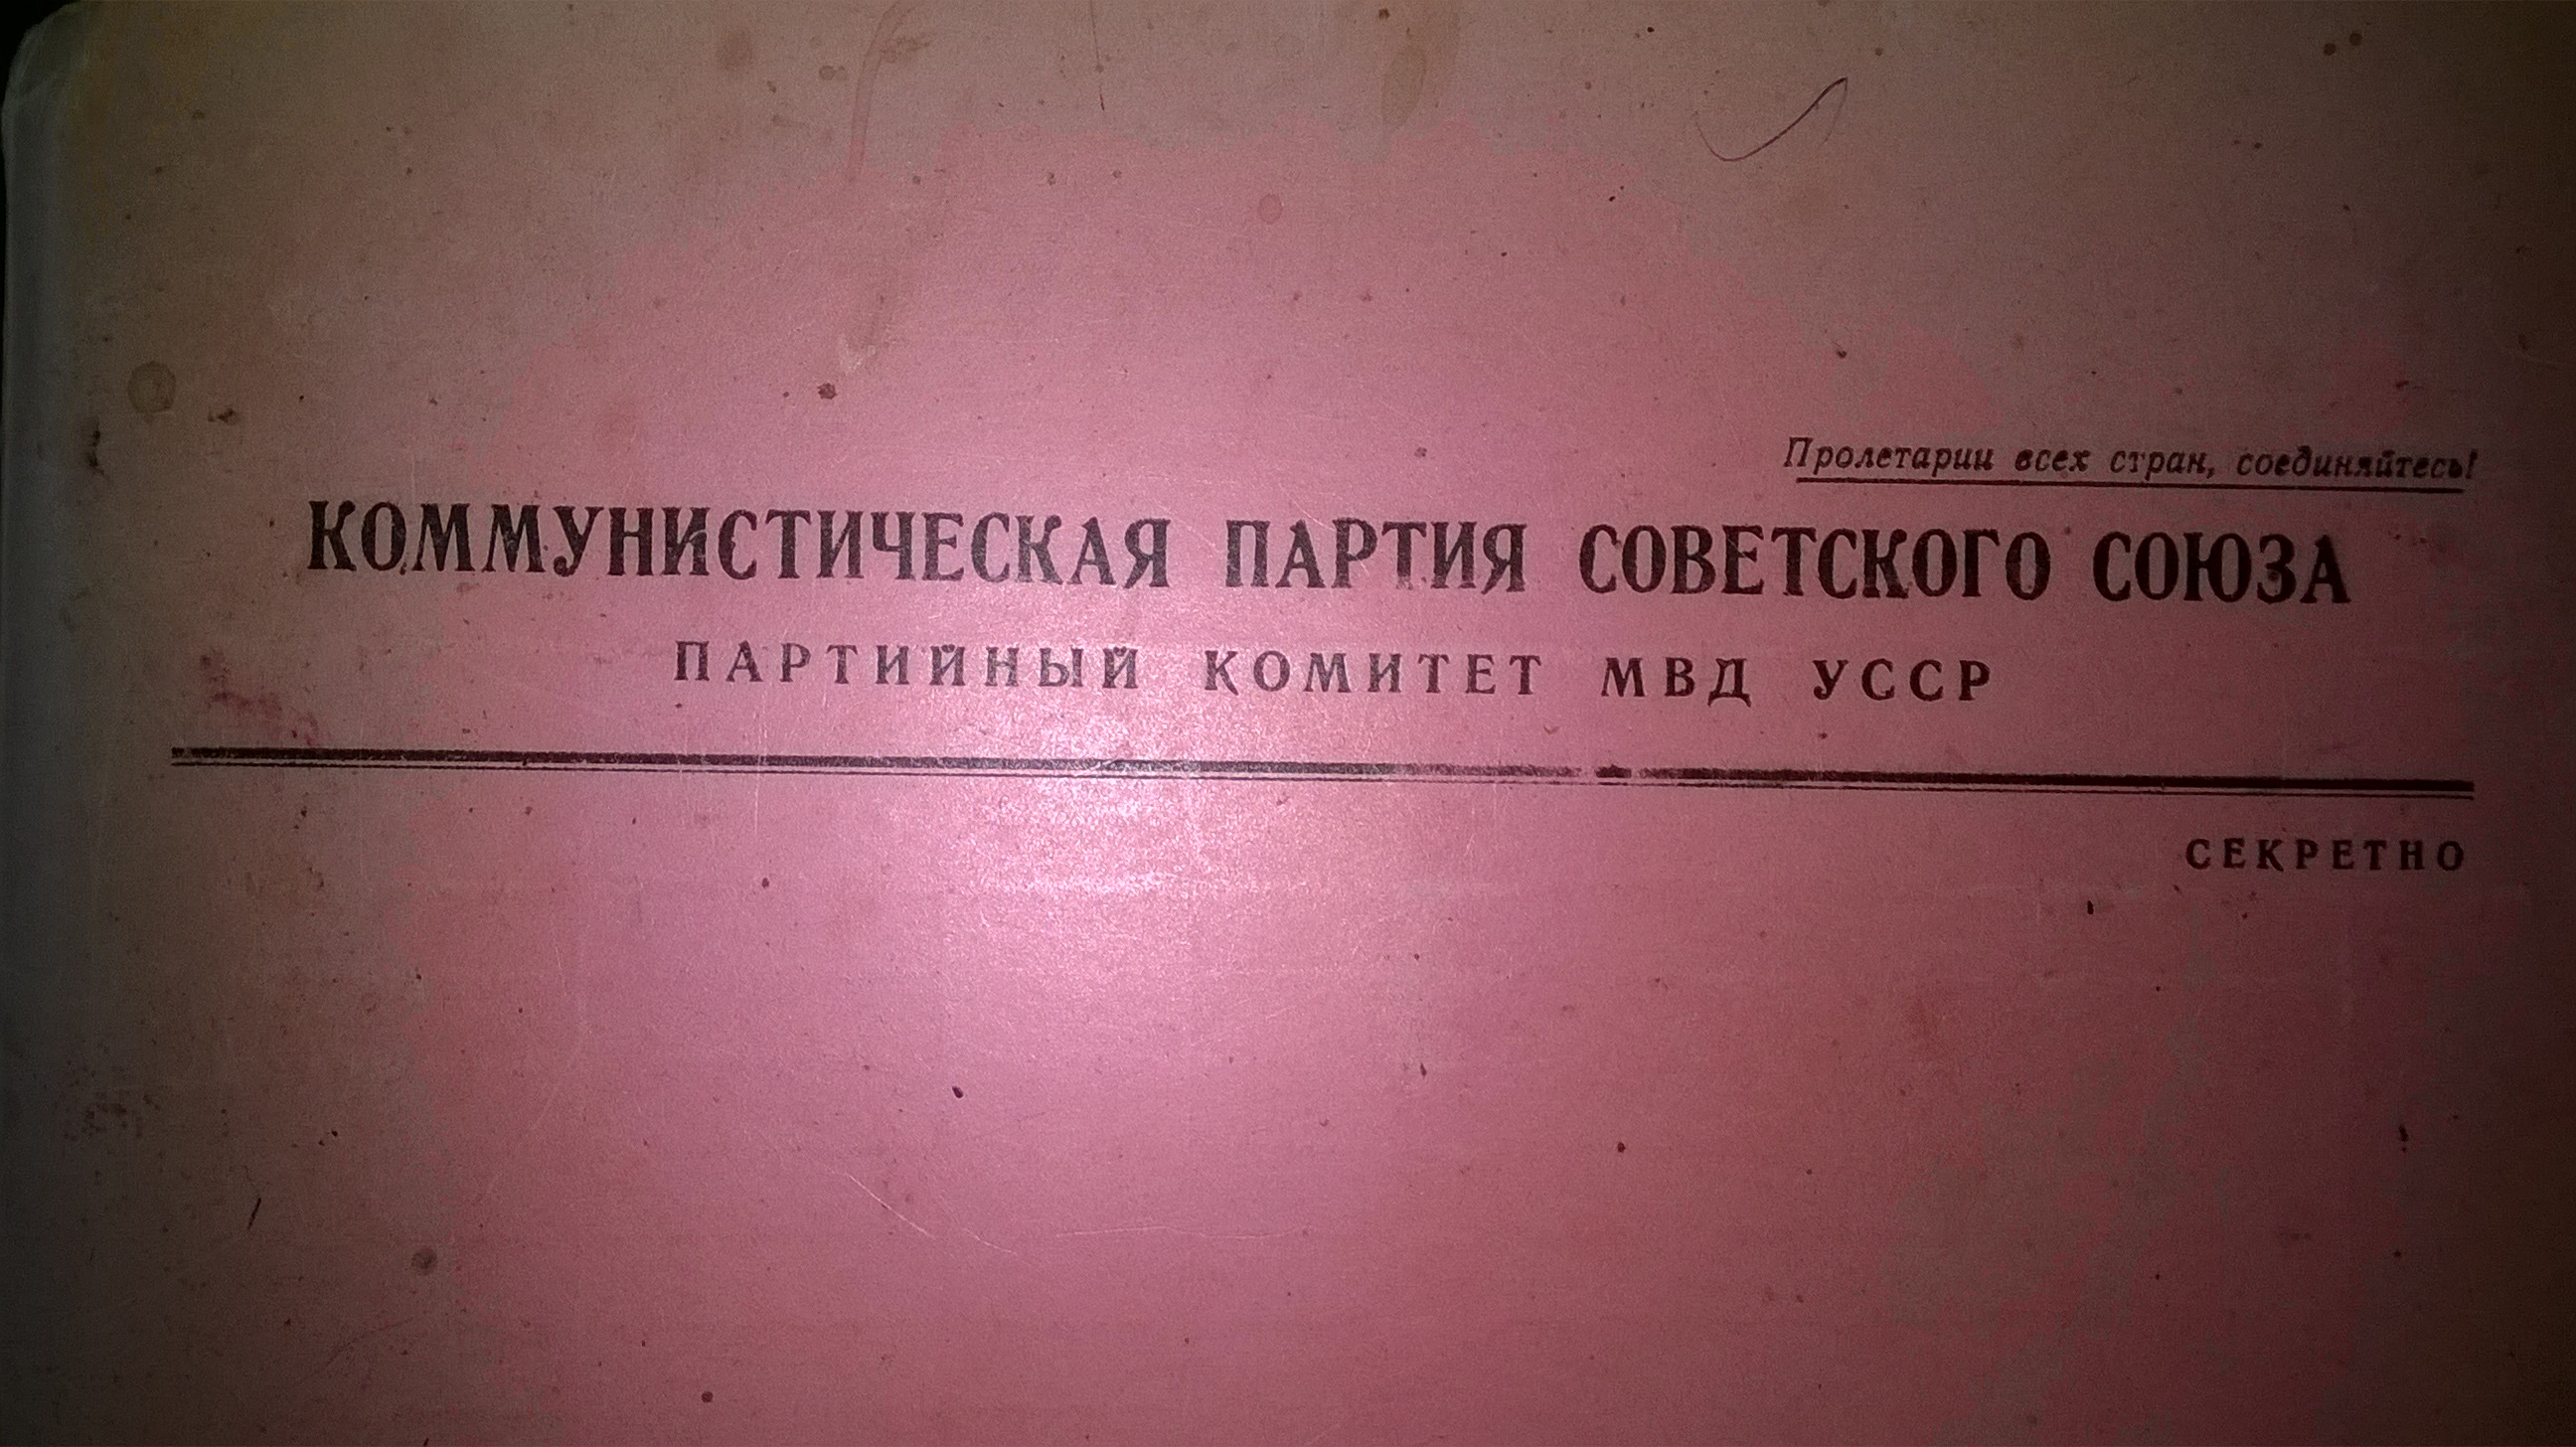 Пролетарии всех стран, соединяйтесь!
КОММУНИСТИЧЕСКАЯ ПАРТИЯ СОВЕТСКОГО СОЮЗА
ПАРТИЙНЫЙ КОМИТЕТ МВД УССР
СЕКРЕТНО